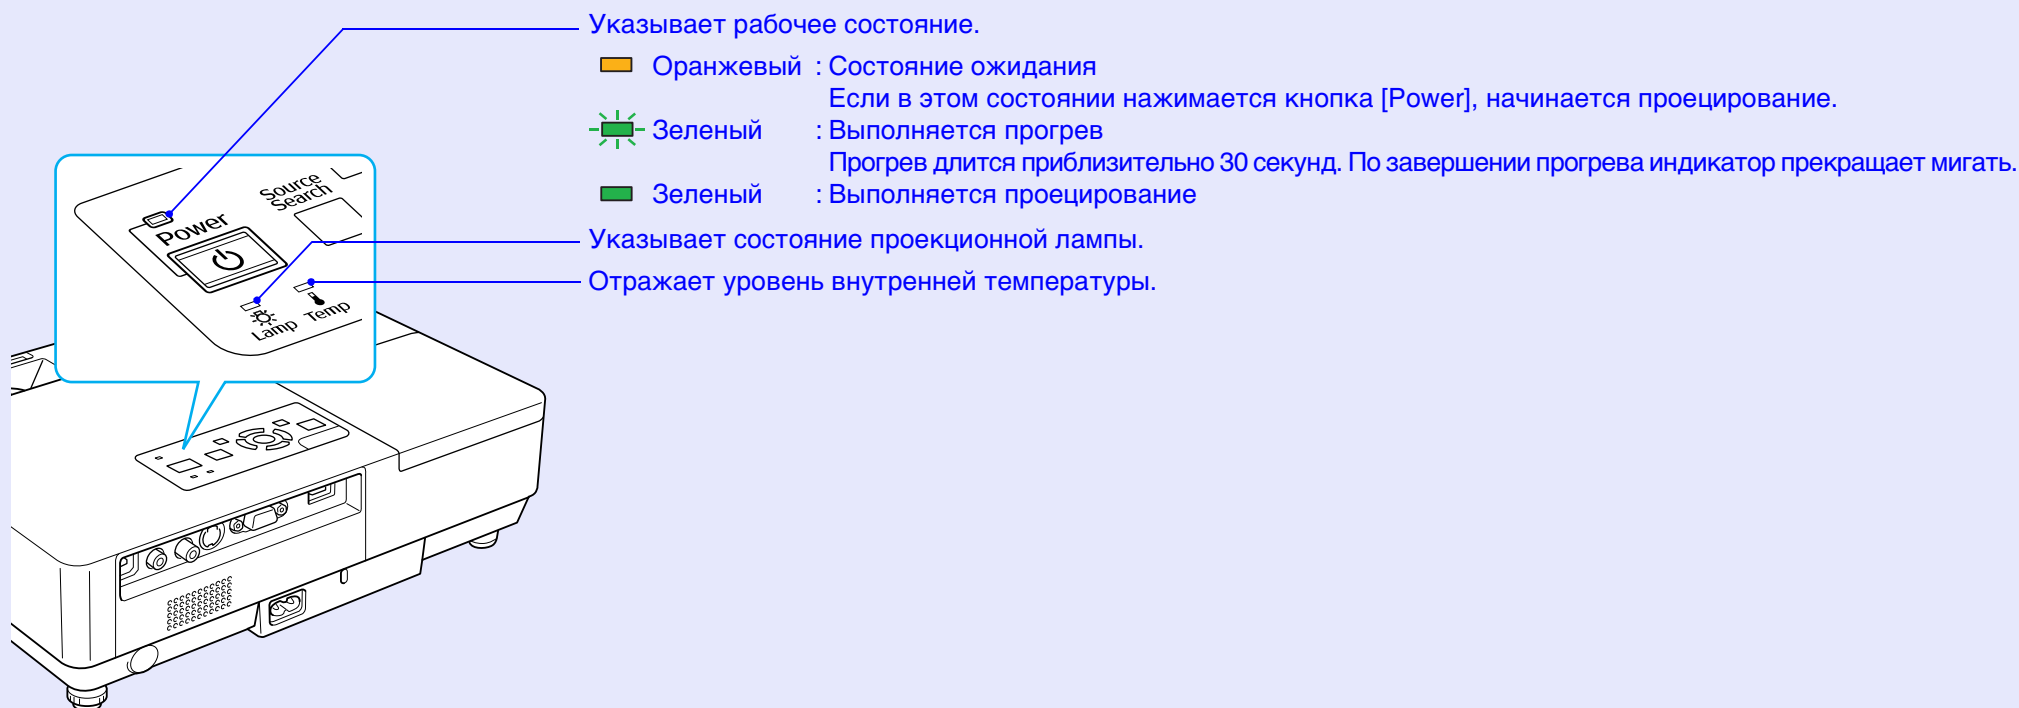 Указывает рабочее состояние.
Оранжевый : Состояние ожидания
Если в этом состоянии нажимается кнопка [Power], начинается проецирование.
Зеленый : Выполняется прогрев
Прогрев длится приблизительно 30 секунд. По завершении прогрева индикатор прекращает мигать.
Зеленый : Выполняется проецирование
Указывает состояние проекционной лампы.
Отражает уровень внутренней температуры.
Source
Search
Power
Lamp
Temp